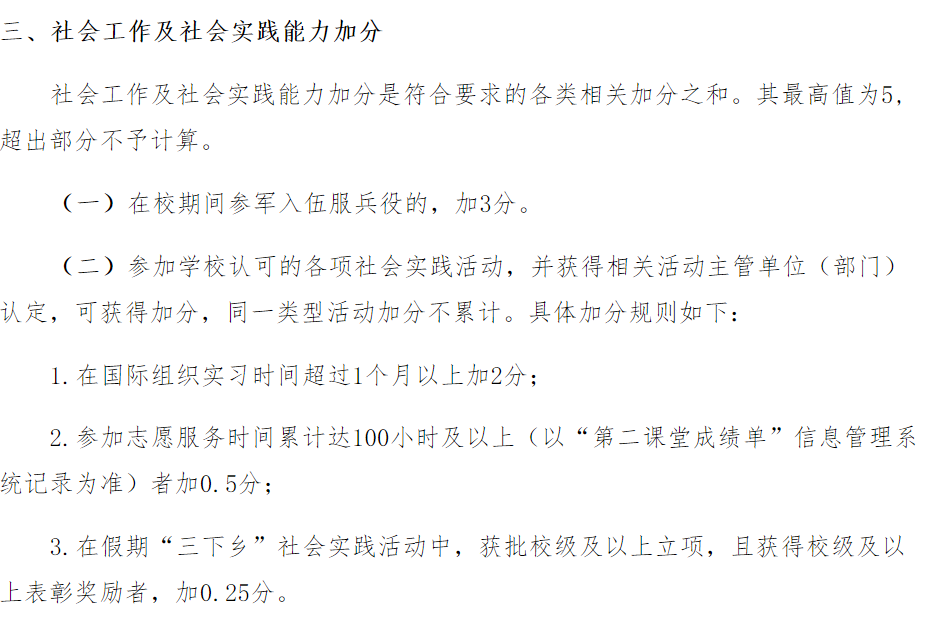 三、社会工作及社会实践能力加分
社会工作及社会实践能力加分是符合要求的各类相关加分之和。其最高值为5,
超出部分不予计算。
（一）在校期间参军入伍服兵役的，加3分。
（二）参加学校认可的各项社会实践活动，并获得相关活动主管单位（部门）
认定，可获得加分，同一类型活动加分不累计。具体加分规则如下：
1.在国际组织实习时间超过1个月以上加2分；
2.参加志愿服务时间累计达100小时及以上（以“第二课堂成绩单”信息管理系
统记录为准）者加0.5分；
3.在假期“三下乡”社会实践活动中，获批校级及以上立项，且获得校级及以
上表彰奖励者，加0.25分。